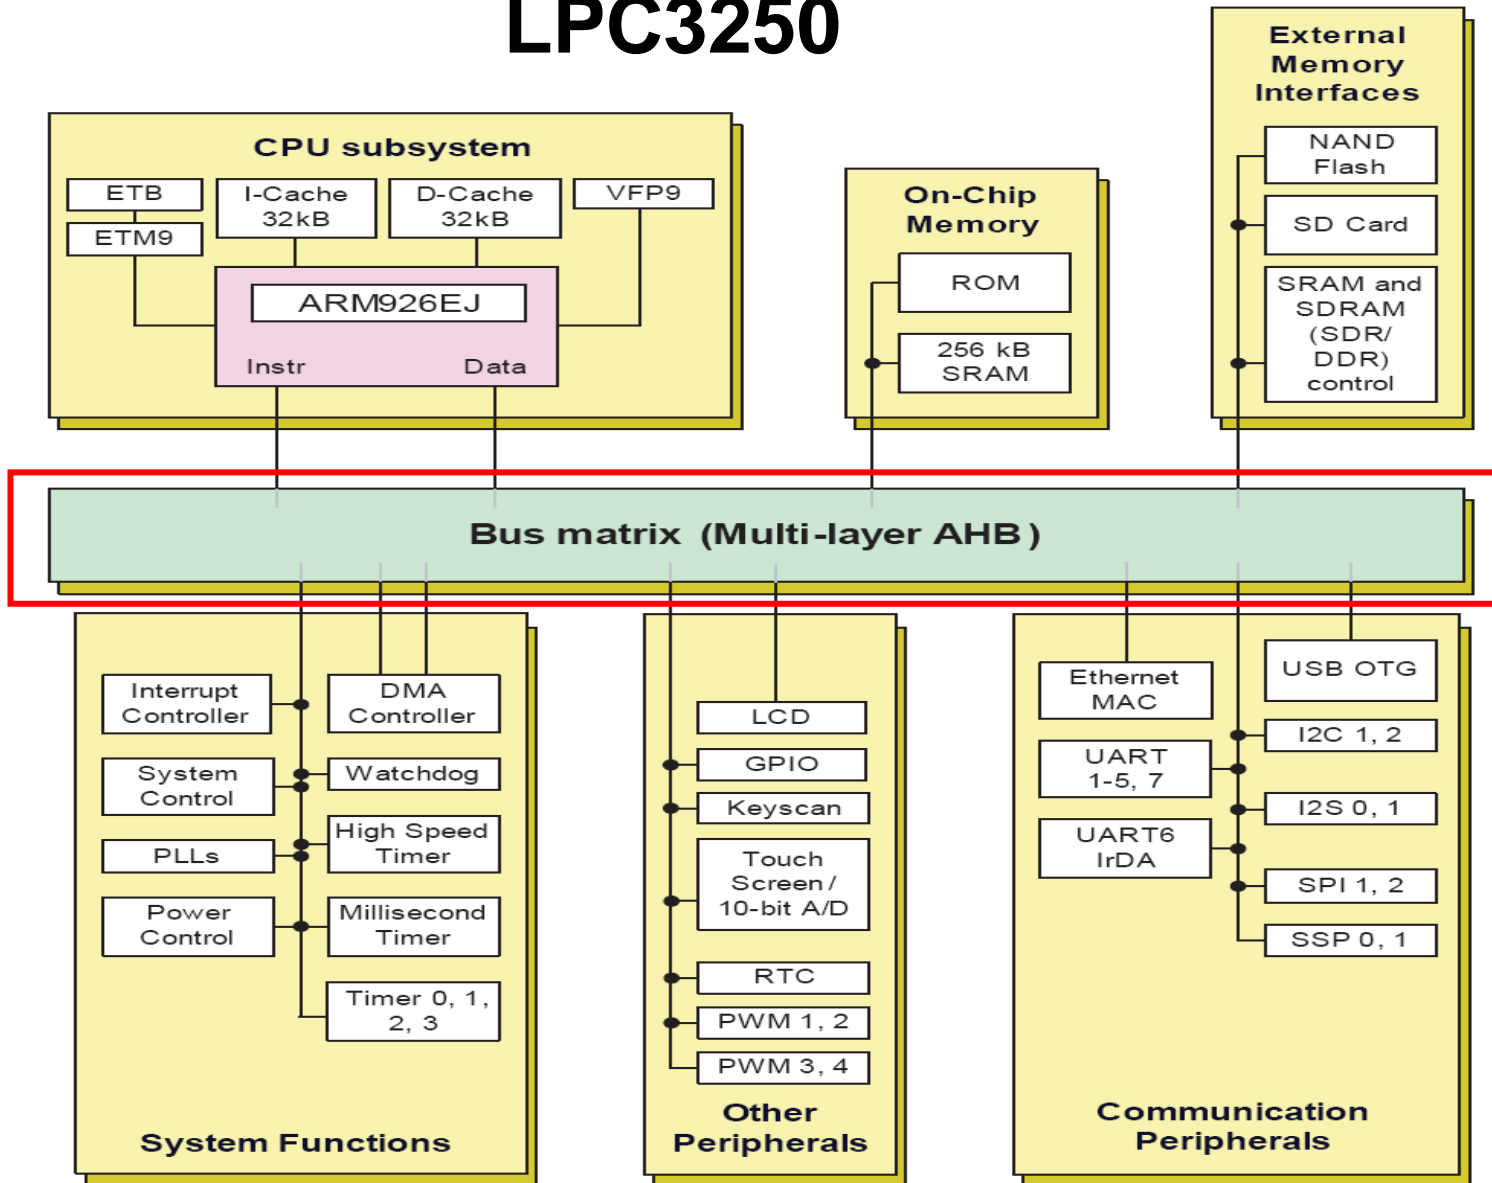 LPC3250
CPU subsystem
ETB
ETM9
I-Cache
32kB
D-Cache
32kB
VFP9
ARM926EJ
Instr
Data
On-Chip
Memory
ROM
256 kB
SRAM
External
Memory
Interfaces
NAND
Flash
SD Card
SRAM and
SDRAM
(SDR/
DDR)
control
Bus matrix (Multi-layer AHB)
Interrupt
Controller
System
Control
PLLs
Power
Control
DMA
Controller
Watchdog
High Speed
Timer
Millisecond
Timer
Timer 0, 1,
2, 3
System Functions
LCD
GPIO
Keyscan
Touch
Screen /
10-bit A/D
RTC
PWM 1, 2
PWM 3, 4
Other
Peripherals
Ethernet
MAC
UART
1-5, 7
UART6
IrDA
USB OTG
I2C 1, 2
I2S 0, 1
SPI 1, 2
SSP 0, 1
Communication
Peripherals